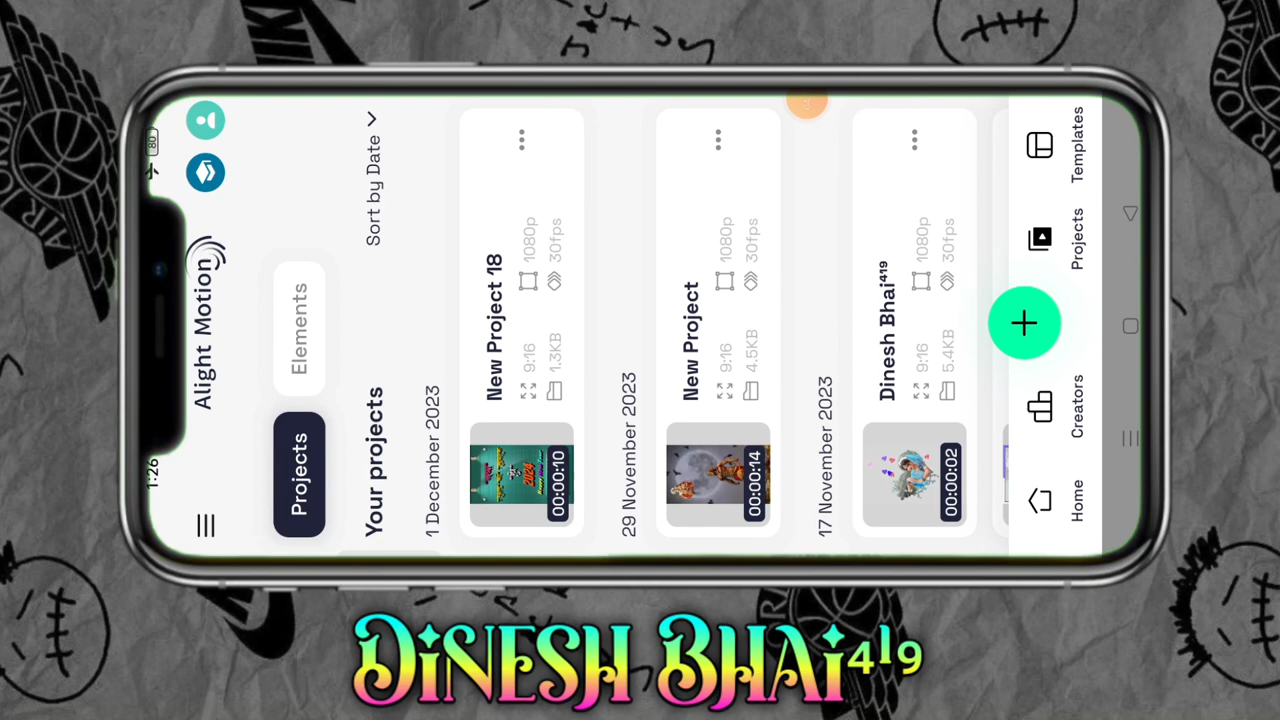 1:26
80
Alight Motion
Projects
Elements
Your projects
Sort by Date
1 December 2023
New Project 18
9:16 1080p
1.3KB 30fps
00:00:10
29 November 2023
New Project
9:16 1080p
4.5KB 30fps
00:00:14
17 November 2023
Dinesh Bhai⁴¹⁹
9:16 1080p
5.4KB 30fps
00:00:02
Home
Creators
Projects
Templates
DINESH BHAI⁴¹⁹
AIR JORDAN